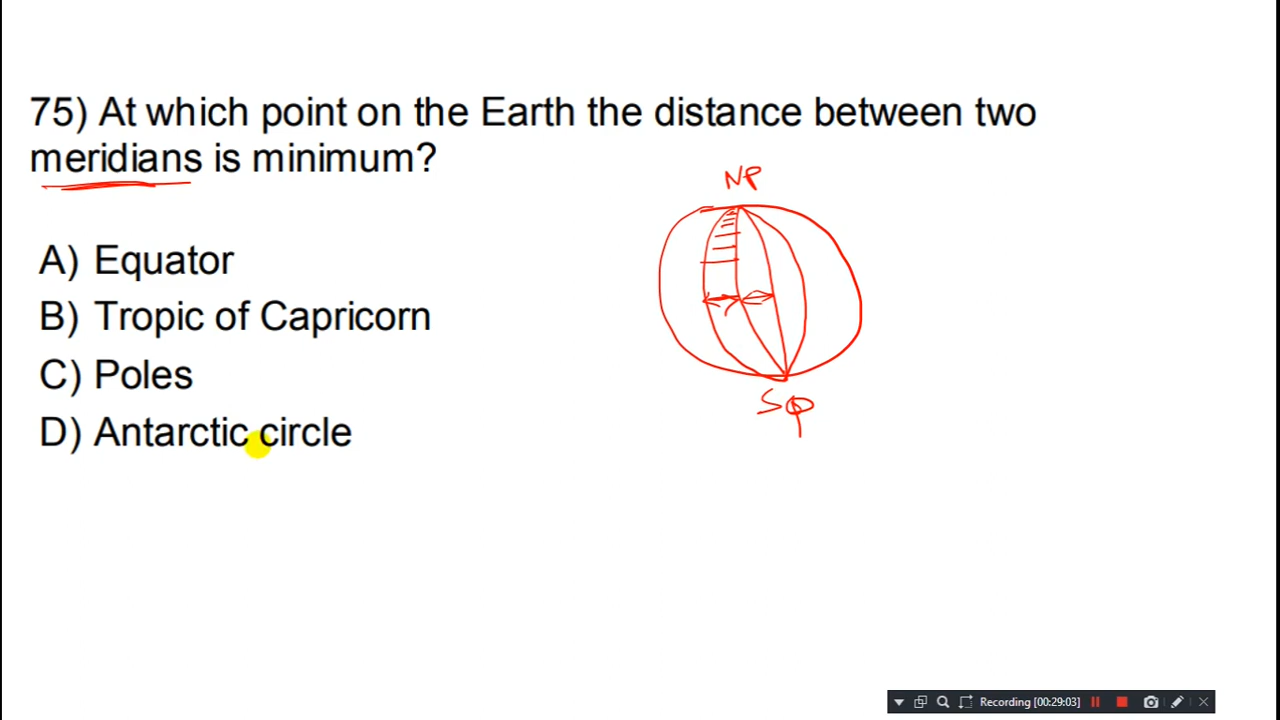 75) At which point on the Earth the distance between two
meridians is minimum?
NP
A) Equator
B) Tropic of Capricorn
C) Poles
SP
D) Antarctic circle
Recording [00:29:03]